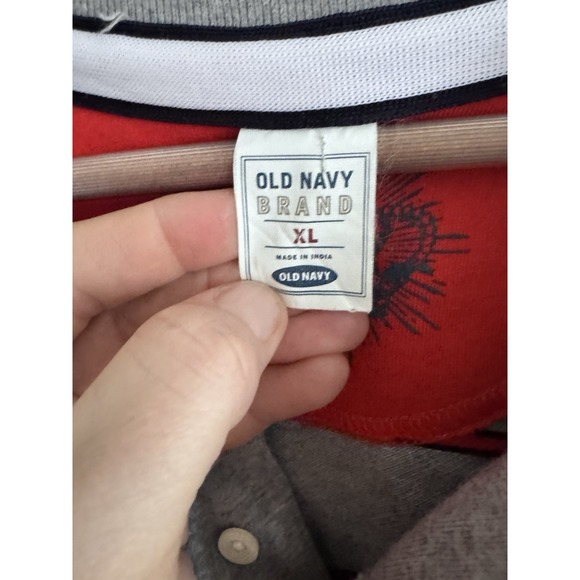 OLD NAVY
BRAND
XL
MADE IN INDIA
OLD NAVY